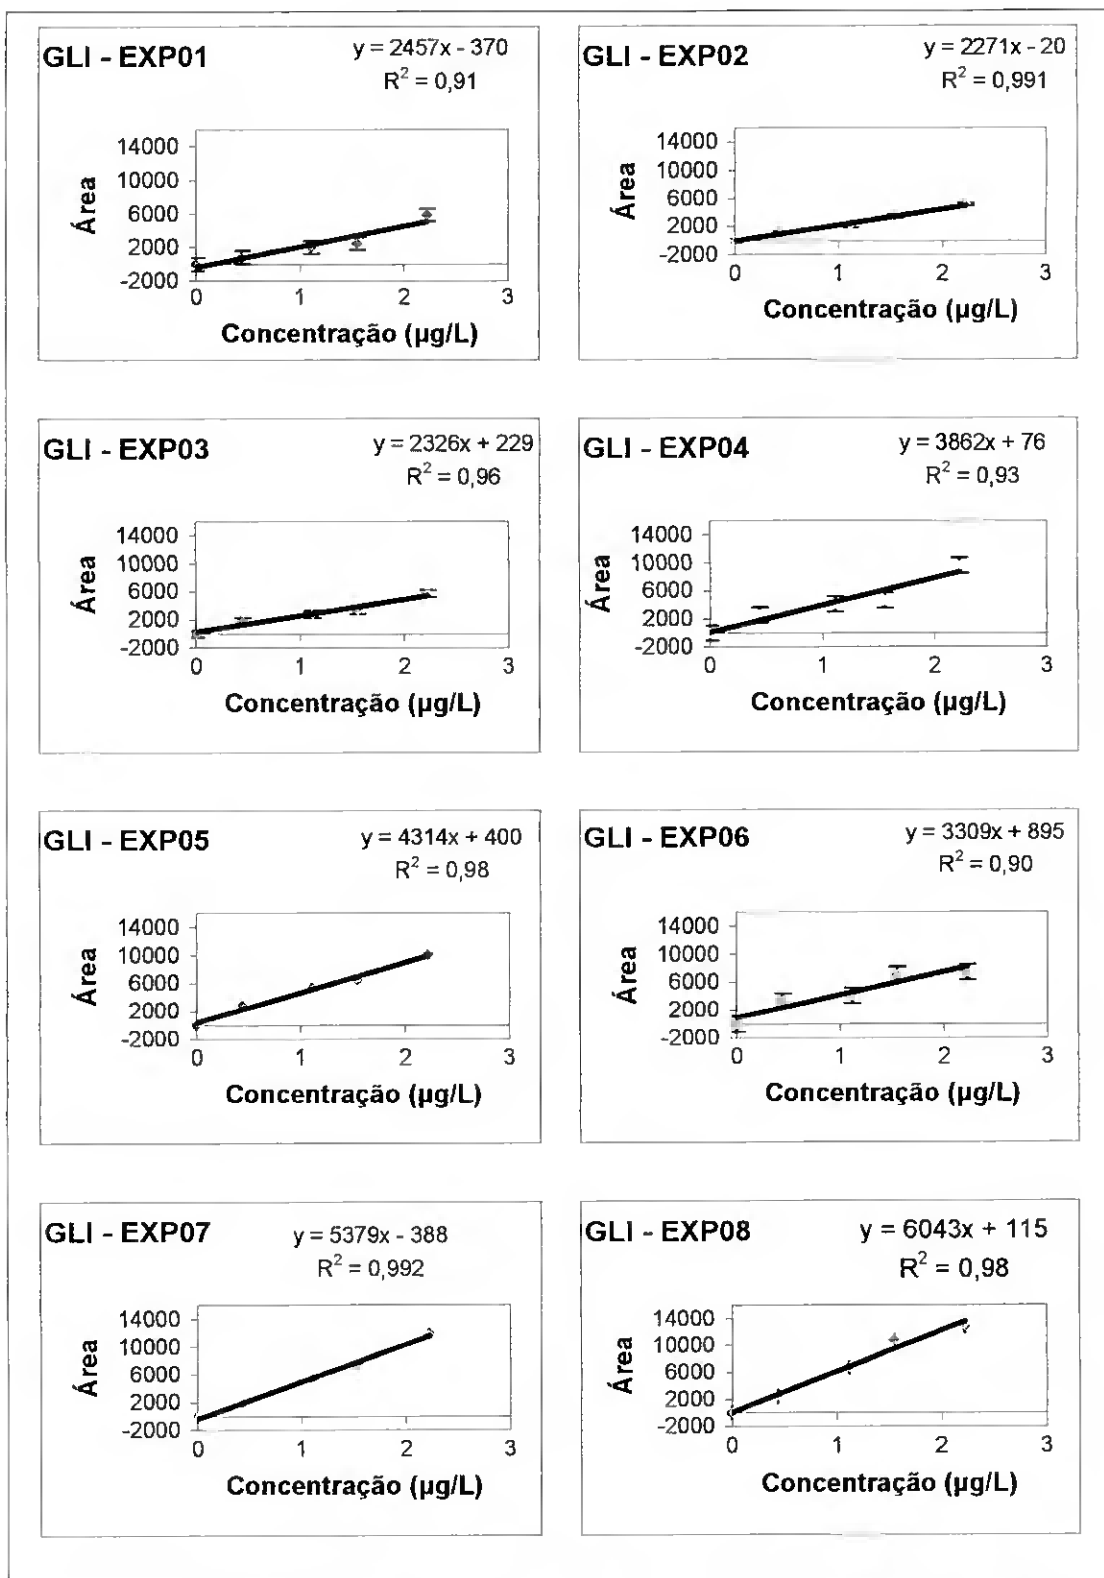 GLI - EXP01
y = 2457x - 370
R² = 0,91
Área
14000
10000
6000
2000
-2000
0 1 2 3
Concentração (µg/L)
GLI - EXP02
y = 2271x - 20
R² = 0,991
Área
14000
10000
6000
2000
-2000
0 1 2 3
Concentração (µg/L)
GLI - EXP03
y = 2326x + 229
R² = 0,96
Área
14000
10000
6000
2000
-2000
0 1 2 3
Concentração (µg/L)
GLI - EXP04
y = 3862x + 76
R² = 0,93
Área
14000
10000
6000
2000
-2000
0 1 2 3
Concentração (µg/L)
GLI - EXP05
y = 4314x + 400
R² = 0,98
Área
14000
10000
6000
2000
-2000
0 1 2 3
Concentração (µg/L)
GLI - EXP06
y = 3309x + 895
R² = 0,90
Área
14000
10000
6000
2000
-2000
0 1 2 3
Concentração (µg/L)
GLI - EXP07
y = 5379x - 388
R² = 0,992
Área
14000
10000
6000
2000
-2000
0 1 2 3
Concentração (µg/L)
GLI - EXP08
y = 6043x + 115
R² = 0,98
Área
14000
10000
6000
2000
-2000
0 1 2 3
Concentração (µg/L)